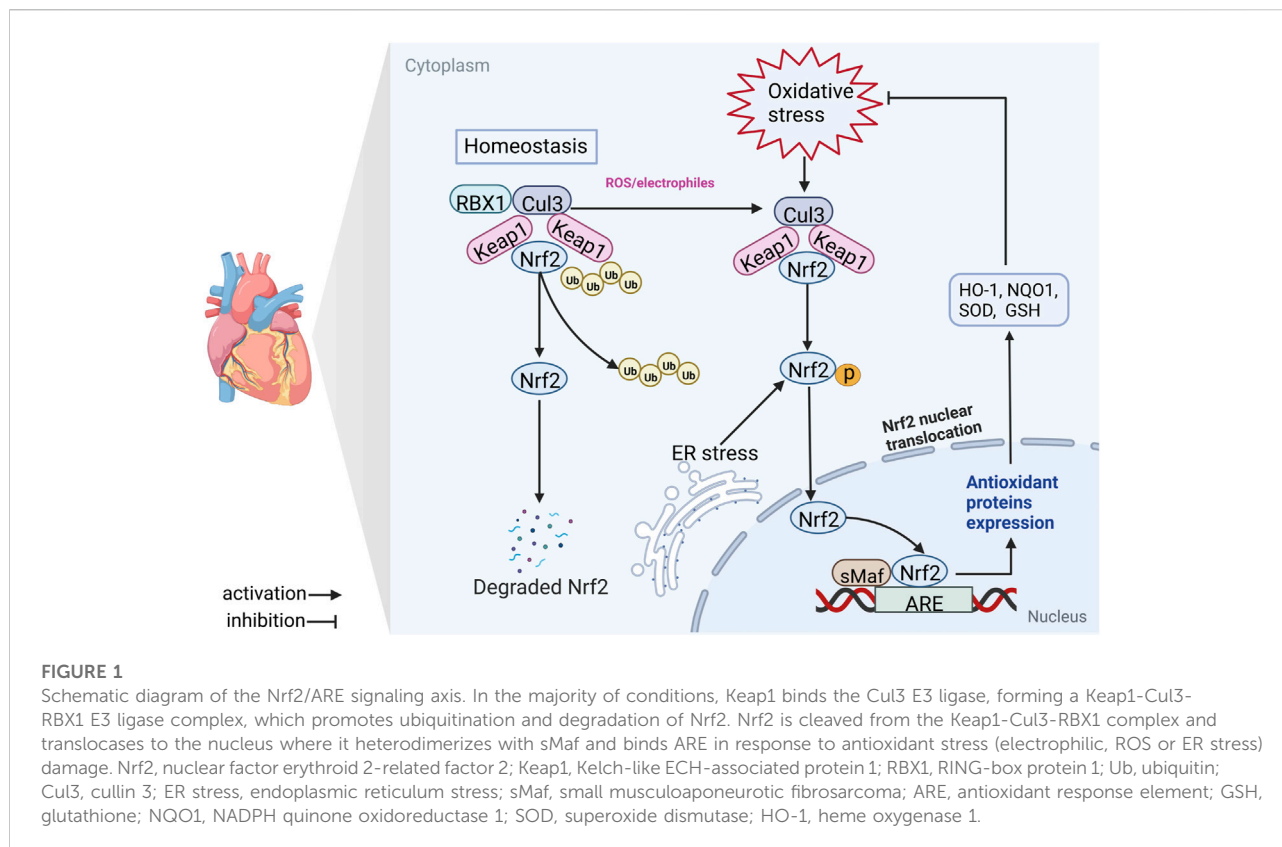 Cytoplasm
Oxidative
stress
Homeostasis
ROS/electrophiles
RBX1
Cul3
Keap1
Keap1
Nrf2
Ub
Ub
Ub
Ub
Cul3
Keap1
Keap1
Nrf2
HO-1, NQO1,
SOD, GSH
Nrf2
Ub
Ub
Ub
Ub
Nrf2
p
ER stress
Nrf2 nuclear
translocation
Antioxidant
proteins
expression
Nrf2
Degraded Nrf2
sMaf
Nrf2
ARE
Nucleus
activation
inhibition
FIGURE 1
Schematic diagram of the Nrf2/ARE signaling axis. In the majority of conditions, Keap1 binds the Cul3 E3 ligase, forming a Keap1-Cul3-
RBX1 E3 ligase complex, which promotes ubiquitination and degradation of Nrf2. Nrf2 is cleaved from the Keap1-Cul3-RBX1 complex and
translocases to the nucleus where it heterodimerizes with sMaf and binds ARE in response to antioxidant stress (electrophilic, ROS or ER stress)
damage. Nrf2, nuclear factor erythroid 2-related factor 2; Keap1, Kelch-like ECH-associated protein 1; RBX1, RING-box protein 1; Ub, ubiquitin;
Cul3, cullin 3; ER stress, endoplasmic reticulum stress; sMaf, small musculoaponeurotic fibrosarcoma; ARE, antioxidant response element; GSH,
glutathione; NQO1, NADPH quinone oxidoreductase 1; SOD, superoxide dismutase; HO-1, heme oxygenase 1.